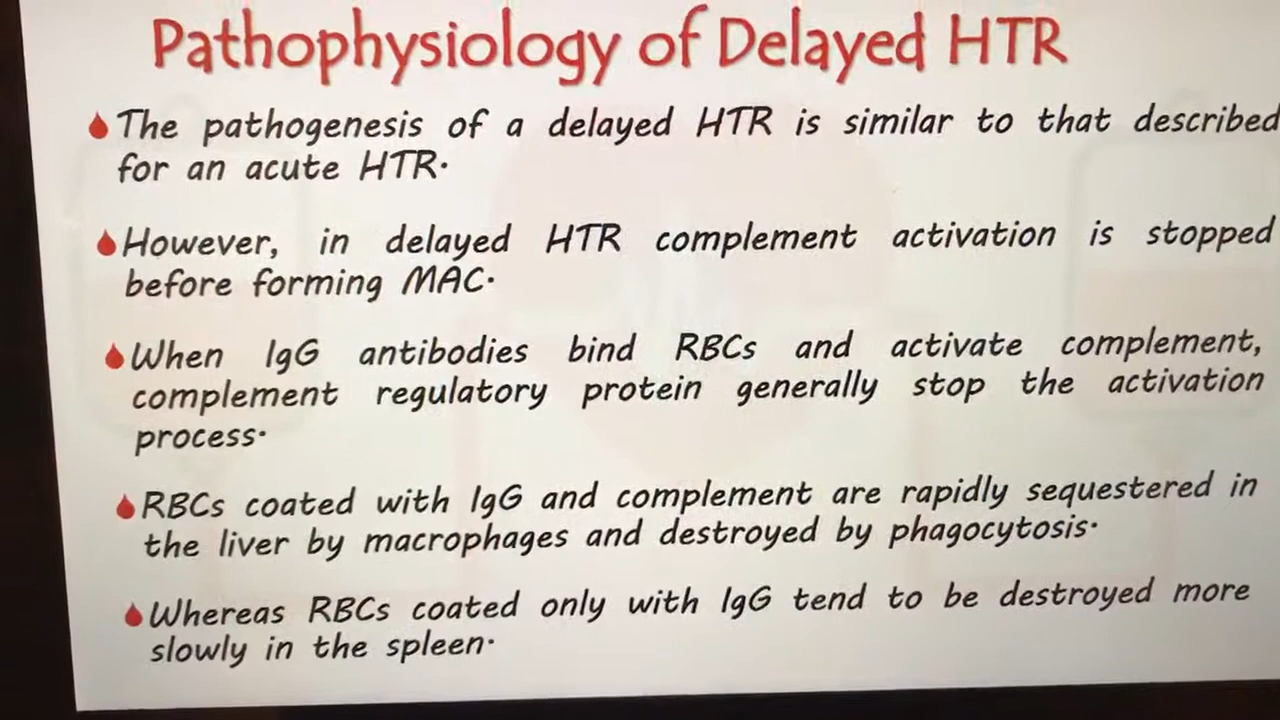 Pathophysiology of Delayed HTR
The pathogenesis of a delayed HTR is similar to that described
for an acute HTR.
However, in delayed HTR complement activation is stopped
before forming MAC.
When IgG antibodies bind RBCs and activate complement,
complement regulatory protein generally stop the activation
process.
RBCs coated with IgG and complement are rapidly sequestered in
the liver by macrophages and destroyed by phagocytosis.
Whereas RBCs coated only with IgG tend to be destroyed more
slowly in the spleen.